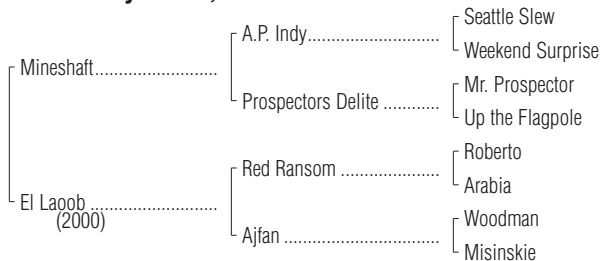 Seattle Slew
A.P. Indy
Weekend Surprise
Mineshaft
Mr. Prospector
Prospectors Delite
Up the Flagpole
Roberto
Red Ransom
Arabia
El Laoob
(2000)
Woodman
Ajfan
Misinskie